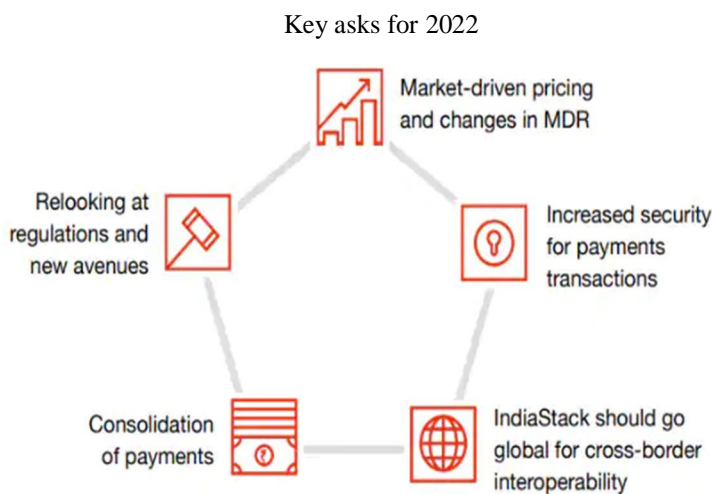 Key asks for 2022
Market-driven pricing
and changes in MDR
Increased security
for payments
transactions
IndiaStack should go
global for cross-border
interoperability
Consolidation
of payments
Relooking at
regulations and
new avenues